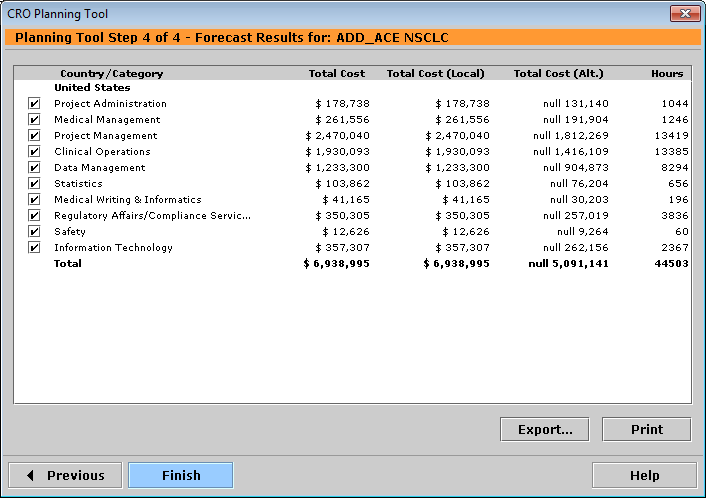 CRO Planning Tool
Planning Tool Step 4 of 4 - Forecast Results for: ADD_ACE NSCLC
Country/Category Total Cost Total Cost (Local) Total Cost (Alt.) Hours
United States
Project Administration $ 178,738 $ 178,738 null 131,140 1044
Medical Management $ 261,556 $ 261,556 null 191,904 1246
Project Management $ 2,470,040 $ 2,470,040 null 1,812,269 13419
Clinical Operations $ 1,930,093 $ 1,930,093 null 1,416,109 13385
Data Management $ 1,233,300 $ 1,233,300 null 904,873 8294
Statistics $ 103,862 $ 103,862 null 76,204 656
Medical Writing & Informatics $ 41,165 $ 41,165 null 30,203 196
Regulatory Affairs/Compliance Servic... $ 350,305 $ 350,305 null 257,019 3836
Safety $ 12,626 $ 12,626 null 9,264 60
Information Technology $ 357,307 $ 357,307 null 262,156 2367
Total $ 6,938,995 $ 6,938,995 null 5,091,141 44503
Export... Print
Previous Finish Help